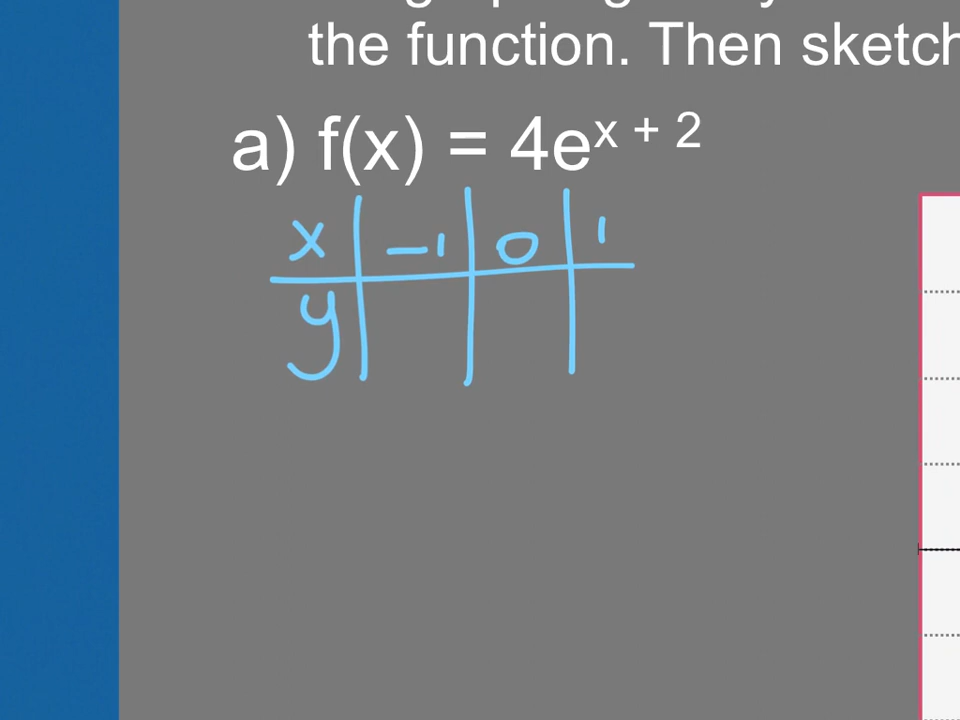 the function. Then sketch
a) f(x) = 4e^{x + 2}
x | -1 | 0 | 1
y